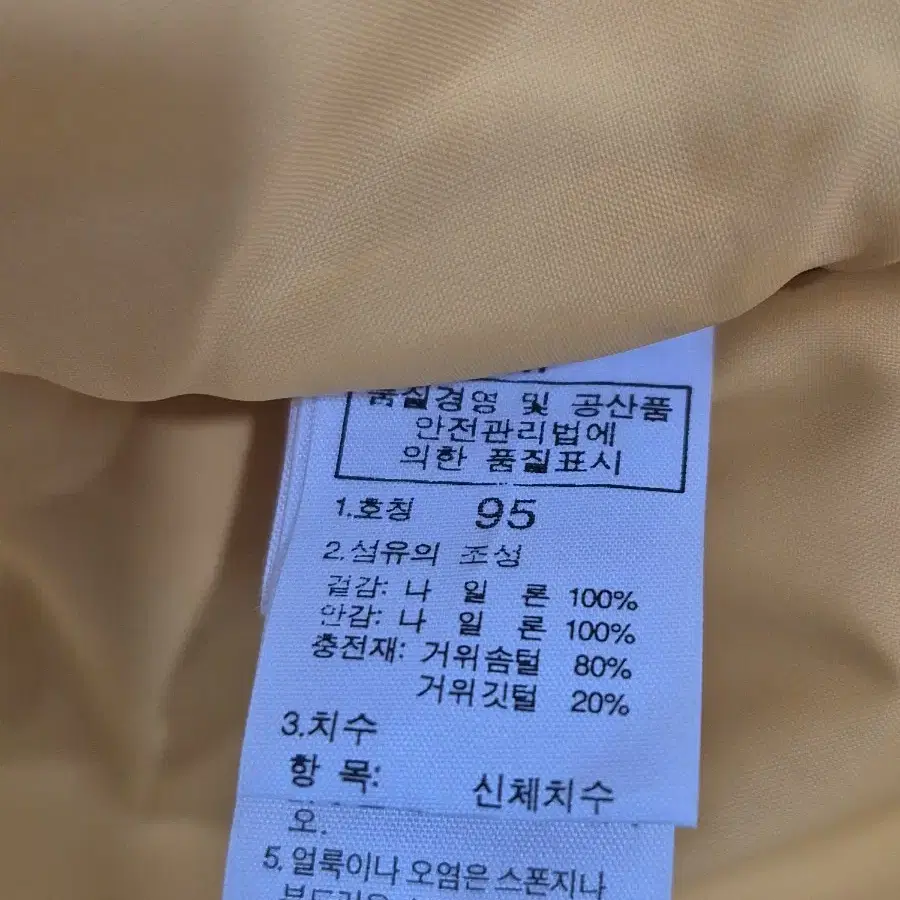 품질경영 및 공산품
안전관리법에
의한 품질표시
1.호칭 95
2.섬유의 조성
겉감: 나 일 론 100%
안감: 나 일 론 100%
충전재: 거위솜털 80%
거위깃털 20%
3.치수
항 목: 신체치수
오.
5. 얼룩이나 오염은 스폰지나